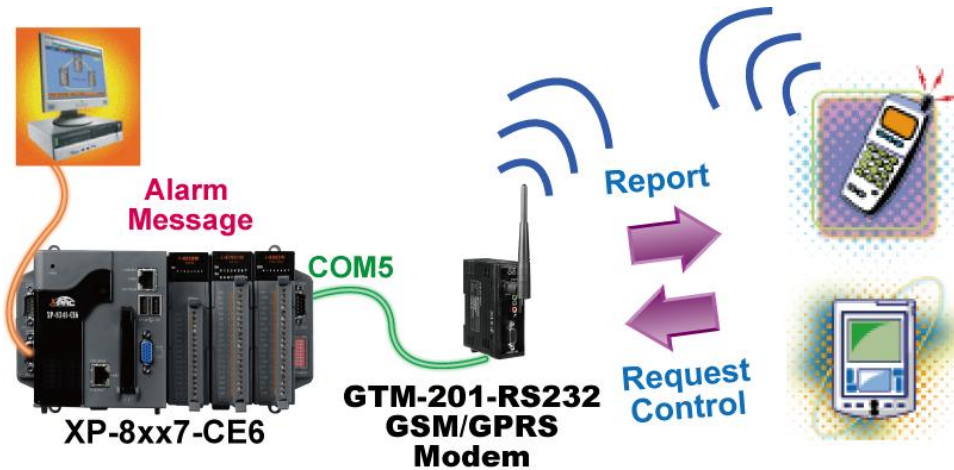 Alarm
Message
COM5
Report
Request
Control
XP-8xx7-CE6
GTM-201-RS232
GSM/GPRS
Modem